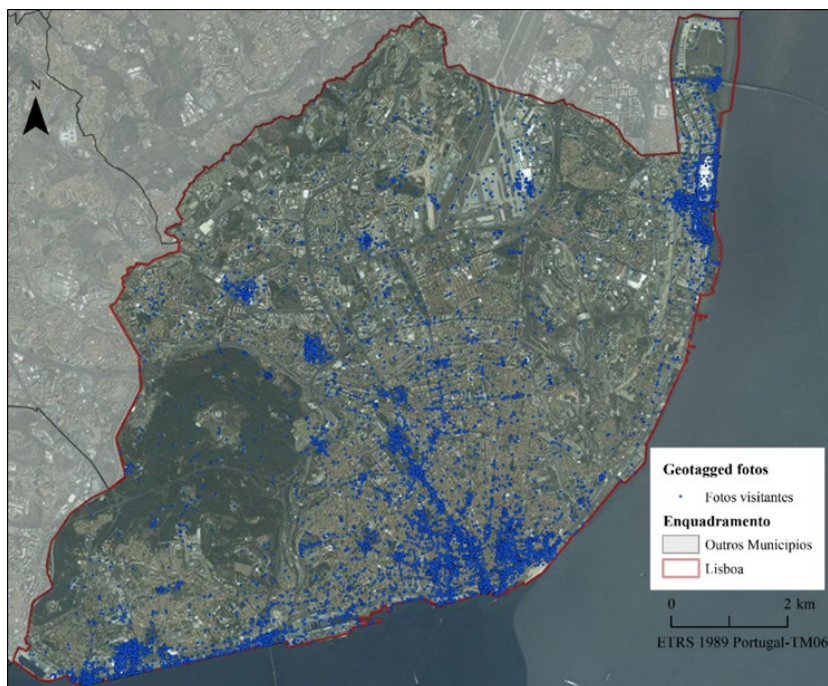 N
Geotagged fotos
Fotos visitantes
Enquadramento
Outros Municipios
Lisboa
0 2 km
ETRS 1989 Portugal-TM06